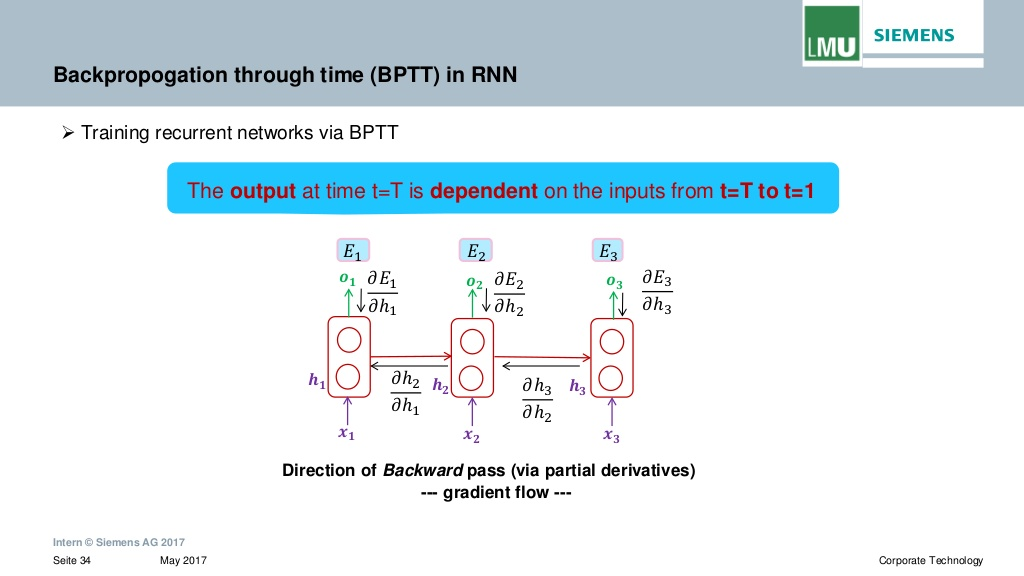 LMU
SIEMENS
Backpropogation through time (BPTT) in RNN
➢ Training recurrent networks via BPTT
The output at time t=T is dependent on the inputs from t=T to t=1
E₁ E₂ E₃
o₁ ∂E₁/∂h₁ o₂ ∂E₂/∂h₂ o₃ ∂E₃/∂h₃
h₁ ∂h₂/∂h₁ h₂ ∂h₃/∂h₂ h₃
x₁ x₂ x₃
Direction of Backward pass (via partial derivatives)
--- gradient flow ---
Intern © Siemens AG 2017
Seite 34 May 2017 Corporate Technology